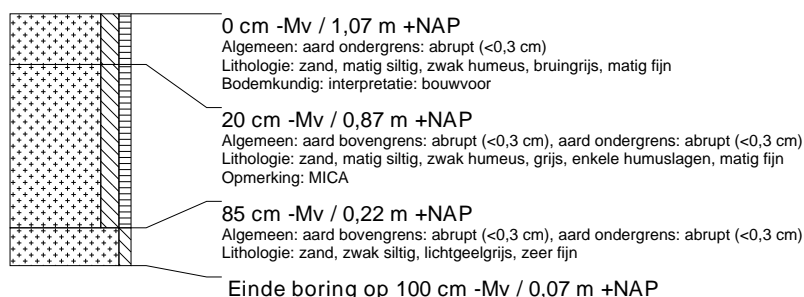 0 cm -Mv / 1,07 m +NAP
Algemeen: aard ondergrens: abrupt (<0,3 cm)
Lithologie: zand, matig siltig, zwak humeus, bruingrijs, matig fijn
Bodemkundig: interpretatie: bouwvoor
20 cm -Mv / 0,87 m +NAP
Algemeen: aard bovengrens: abrupt (<0,3 cm), aard ondergrens: abrupt (<0,3 cm)
Lithologie: zand, matig siltig, zwak humeus, grijs, enkele humuslagen, matig fijn
Opmerking: MICA
85 cm -Mv / 0,22 m +NAP
Algemeen: aard bovengrens: abrupt (<0,3 cm), aard ondergrens: abrupt (<0,3 cm)
Lithologie: zand, zwak siltig, lichtgeelgrijs, zeer fijn
Einde boring op 100 cm -Mv / 0,07 m +NAP